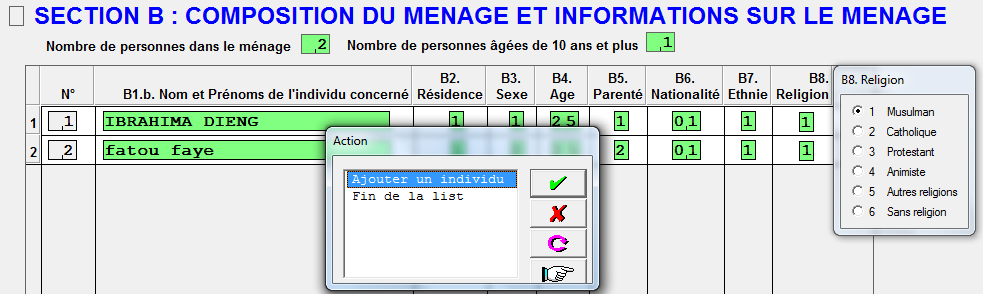 SECTION B : COMPOSITION DU MENAGE ET INFORMATIONS SUR LE MENAGE
Nombre de personnes dans le ménage 2 Nombre de personnes âgées de 10 ans et plus 1
N° B1.b. Nom et Prénoms de l'individu concerné B2. Résidence B3. Sexe B4. Age B5. Parenté B6. Nationalité B7. Ethnie B8. Religion
1 1 IBRAHIMA DIENG 1 1 25 1 01 1 1
2 2 fatou faye 2 01 1 1
B8. Religion
1 Musulman
2 Catholique
3 Protestant
4 Animiste
5 Autres religions
6 Sans religion
Action
Ajouter un individu
Fin de la list